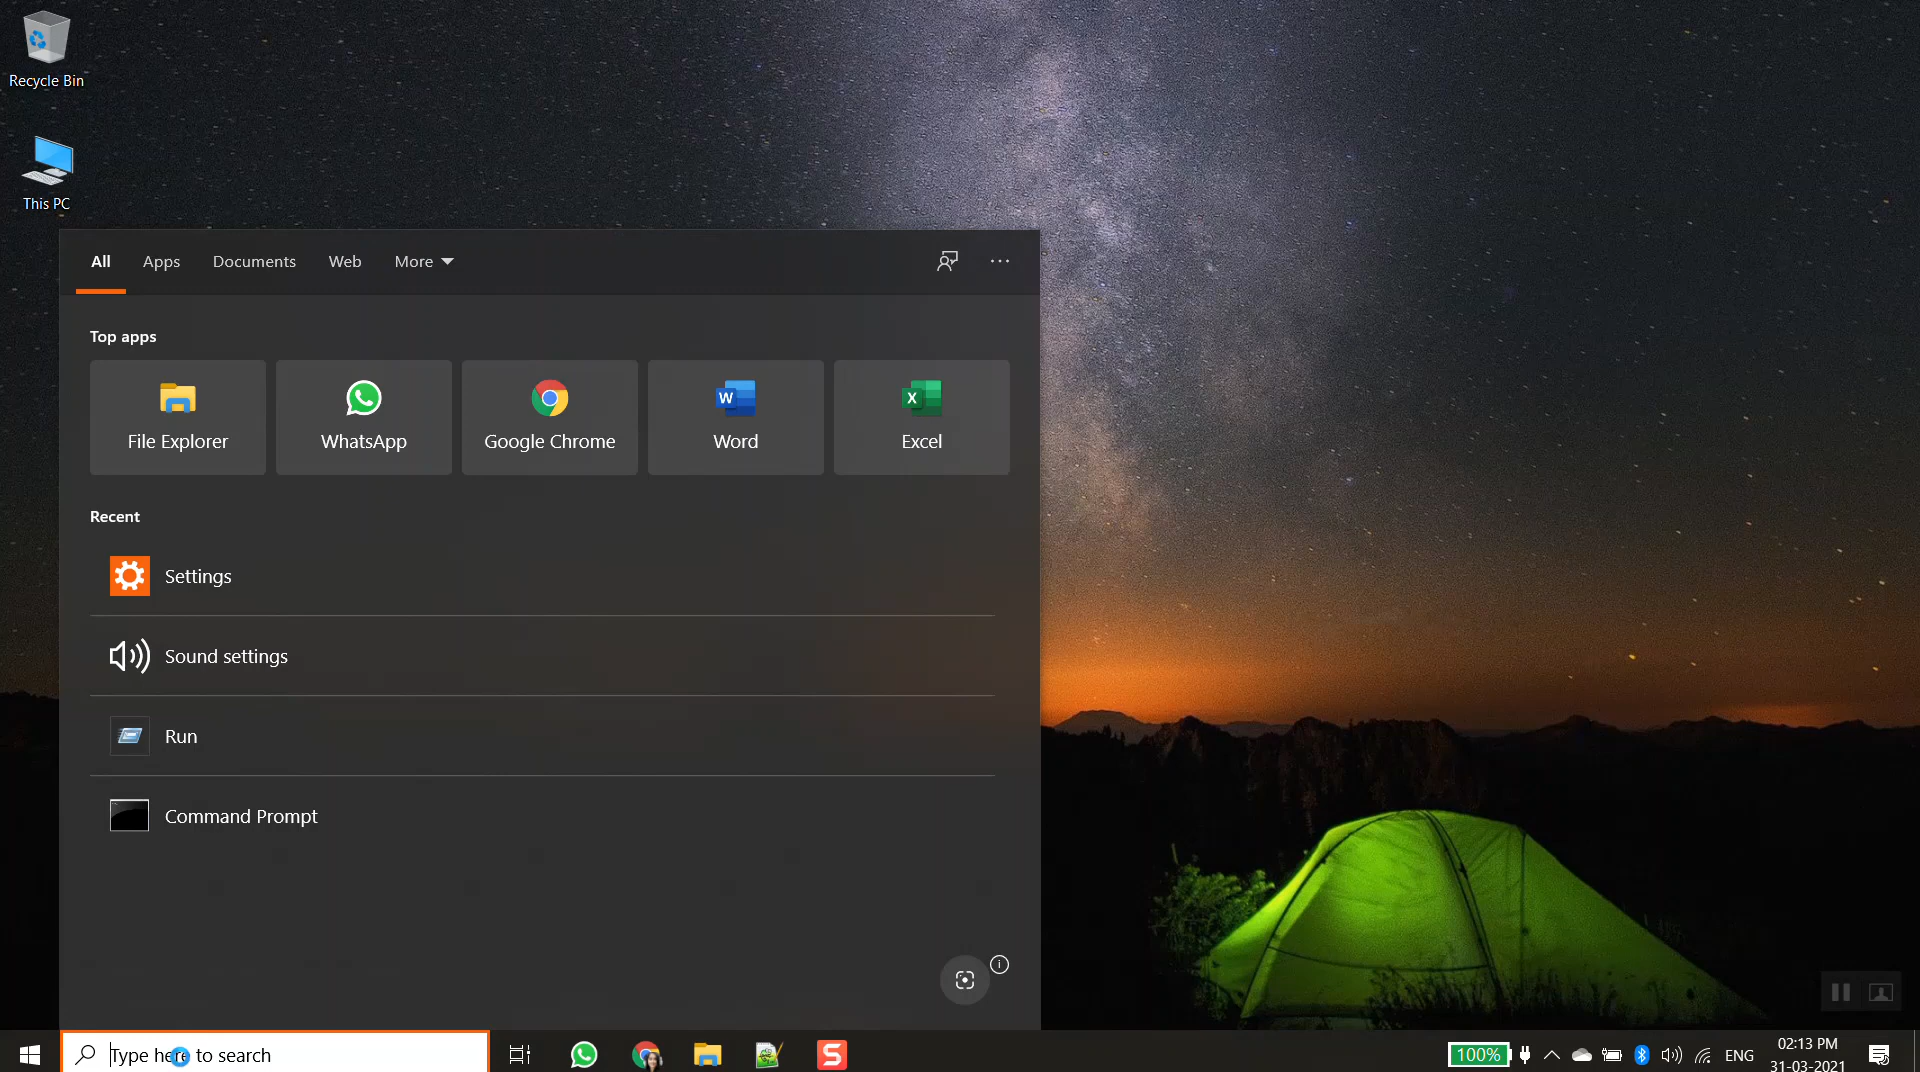 Recycle Bin
This PC
All Apps Documents Web More
Top apps
File Explorer WhatsApp Google Chrome Word Excel
Recent
Settings
Sound settings
Run
Command Prompt
Type here to search
100% ENG
02:13 PM
31-03-2021